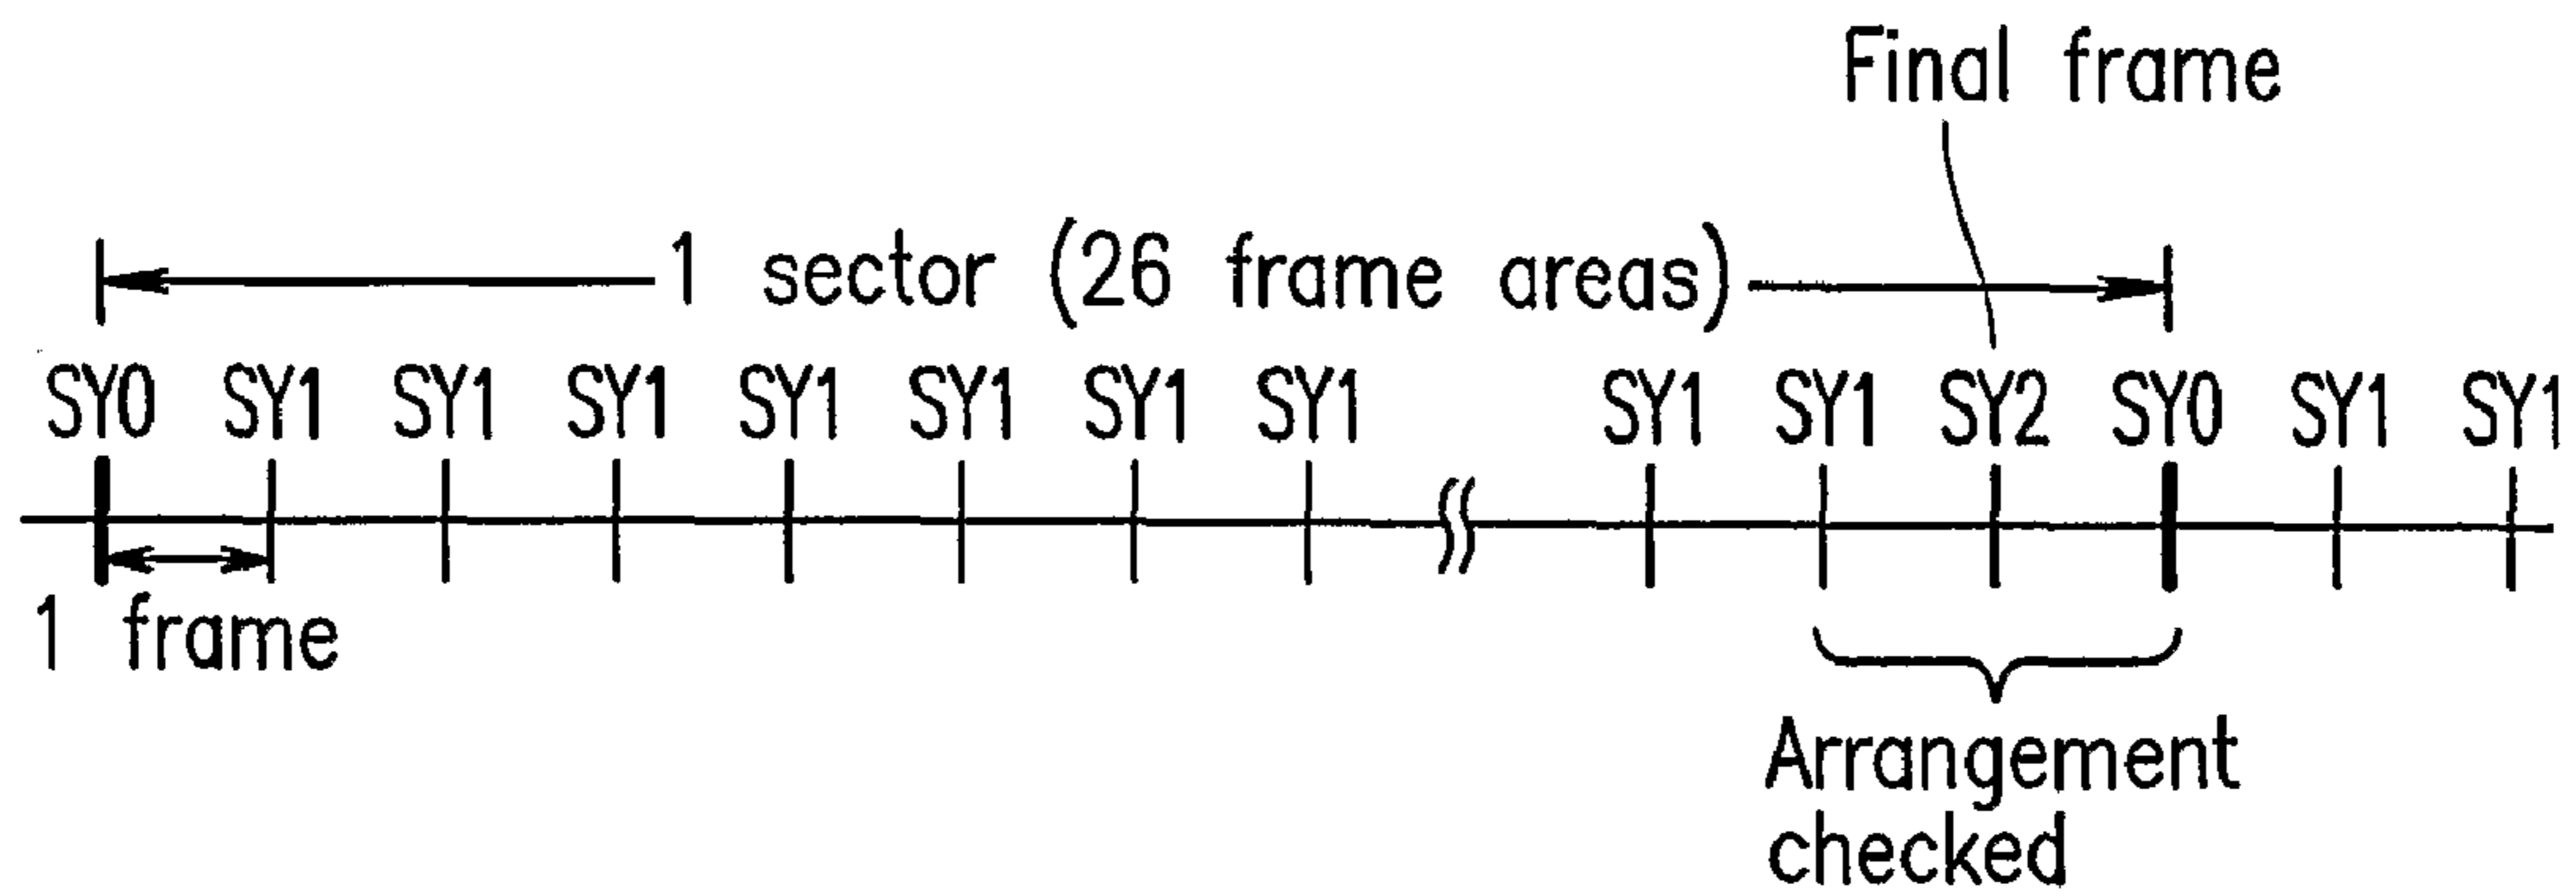 Final frame
1 sector (26 frame areas)
SY0 SY1 SY1 SY1 SY1 SY1 SY1 SY1 SY1 SY1 SY2 SY0 SY1 SY1
1 frame
Arrangement
checked